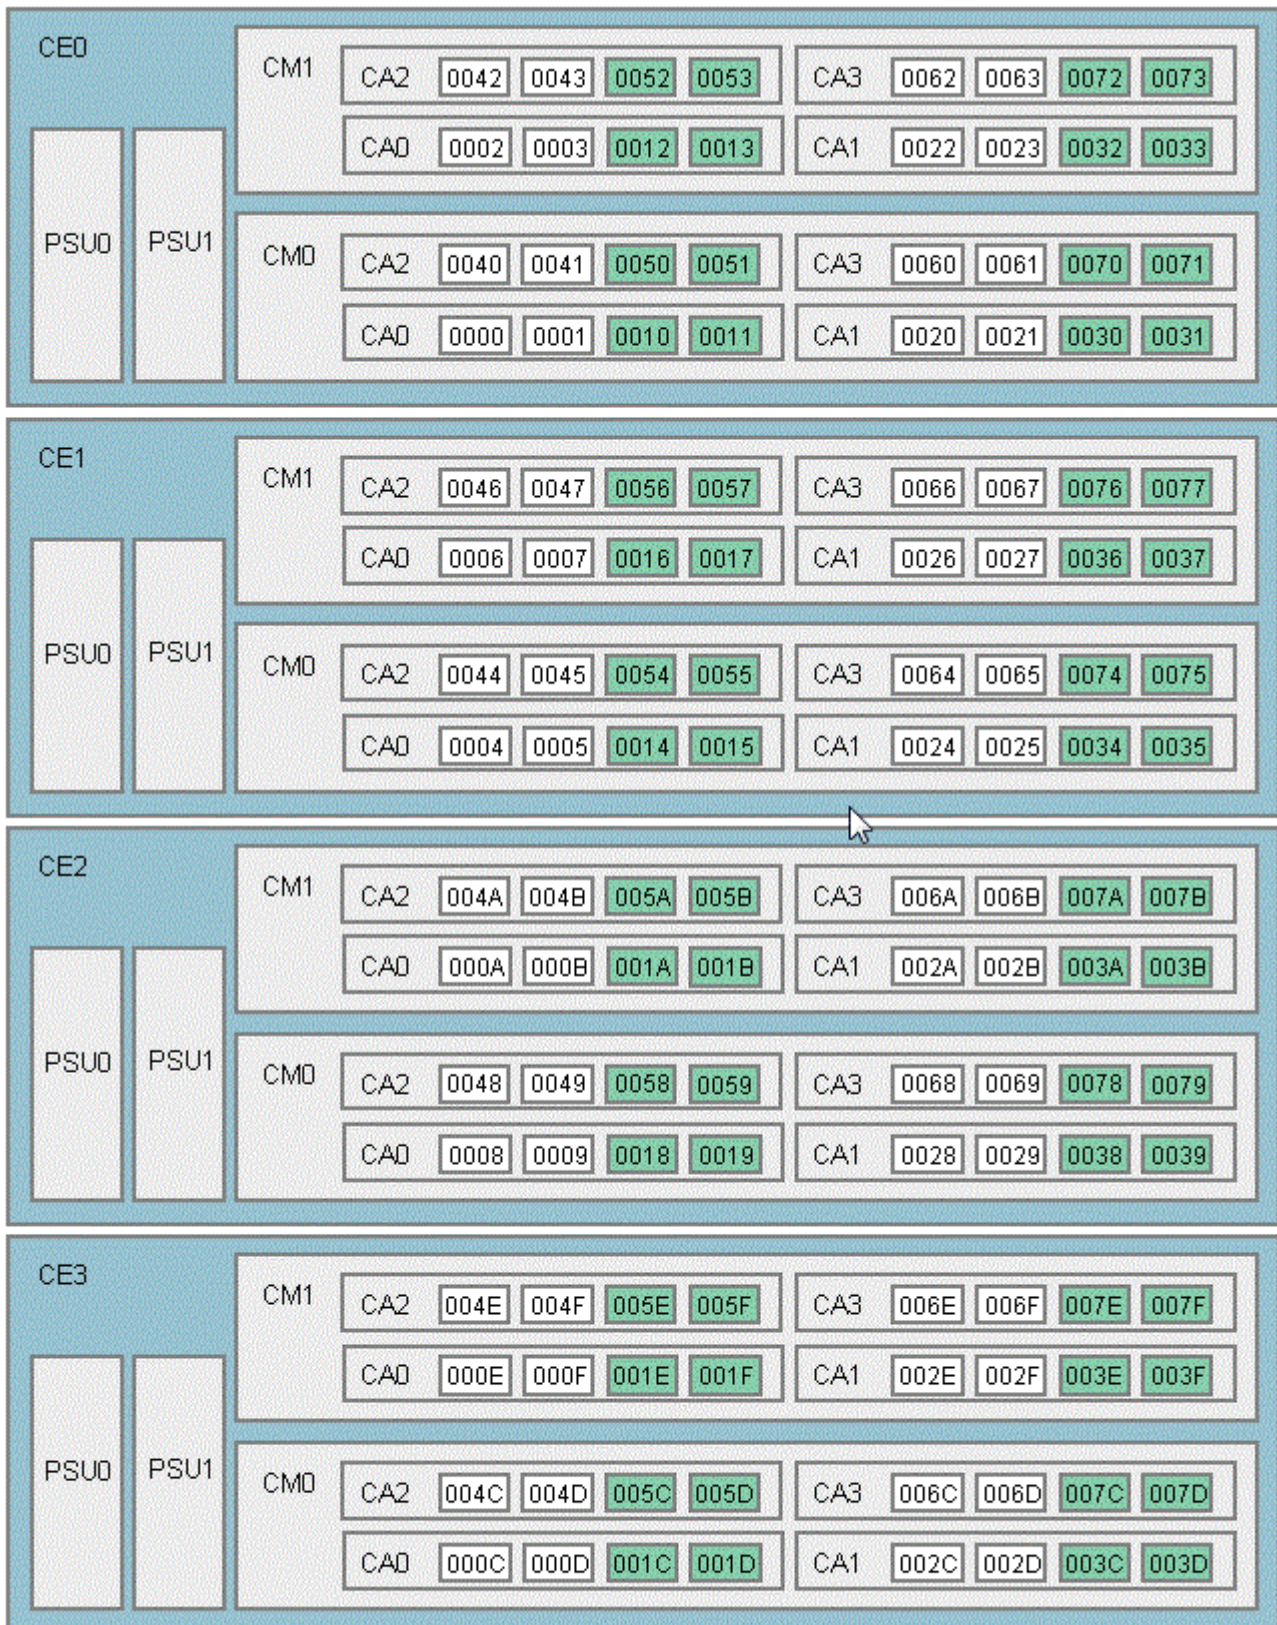 CE0
CM1 CA2 0042 0043 0052 0053 CA3 0062 0063 0072 0073
CA0 0002 0003 0012 0013 CA1 0022 0023 0032 0033
PSU0 PSU1
CM0 CA2 0040 0041 0050 0051 CA3 0060 0061 0070 0071
CA0 0000 0001 0010 0011 CA1 0020 0021 0030 0031
CE1
CM1 CA2 0046 0047 0056 0057 CA3 0066 0067 0076 0077
CA0 0006 0007 0016 0017 CA1 0026 0027 0036 0037
PSU0 PSU1
CM0 CA2 0044 0045 0054 0055 CA3 0064 0065 0074 0075
CA0 0004 0005 0014 0015 CA1 0024 0025 0034 0035
CE2
CM1 CA2 004A 004B 005A 005B CA3 006A 006B 007A 007B
CA0 000A 000B 001A 001B CA1 002A 002B 003A 003B
PSU0 PSU1
CM0 CA2 0048 0049 0058 0059 CA3 0068 0069 0078 0079
CA0 0008 0009 0018 0019 CA1 0028 0029 0038 0039
CE3
CM1 CA2 004E 004F 005E 005F CA3 006E 006F 007E 007F
CA0 000E 000F 001E 001F CA1 002E 002F 003E 003F
PSU0 PSU1
CM0 CA2 004C 004D 005C 005D CA3 006C 006D 007C 007D
CA0 000C 000D 001C 001D CA1 002C 002D 003C 003D